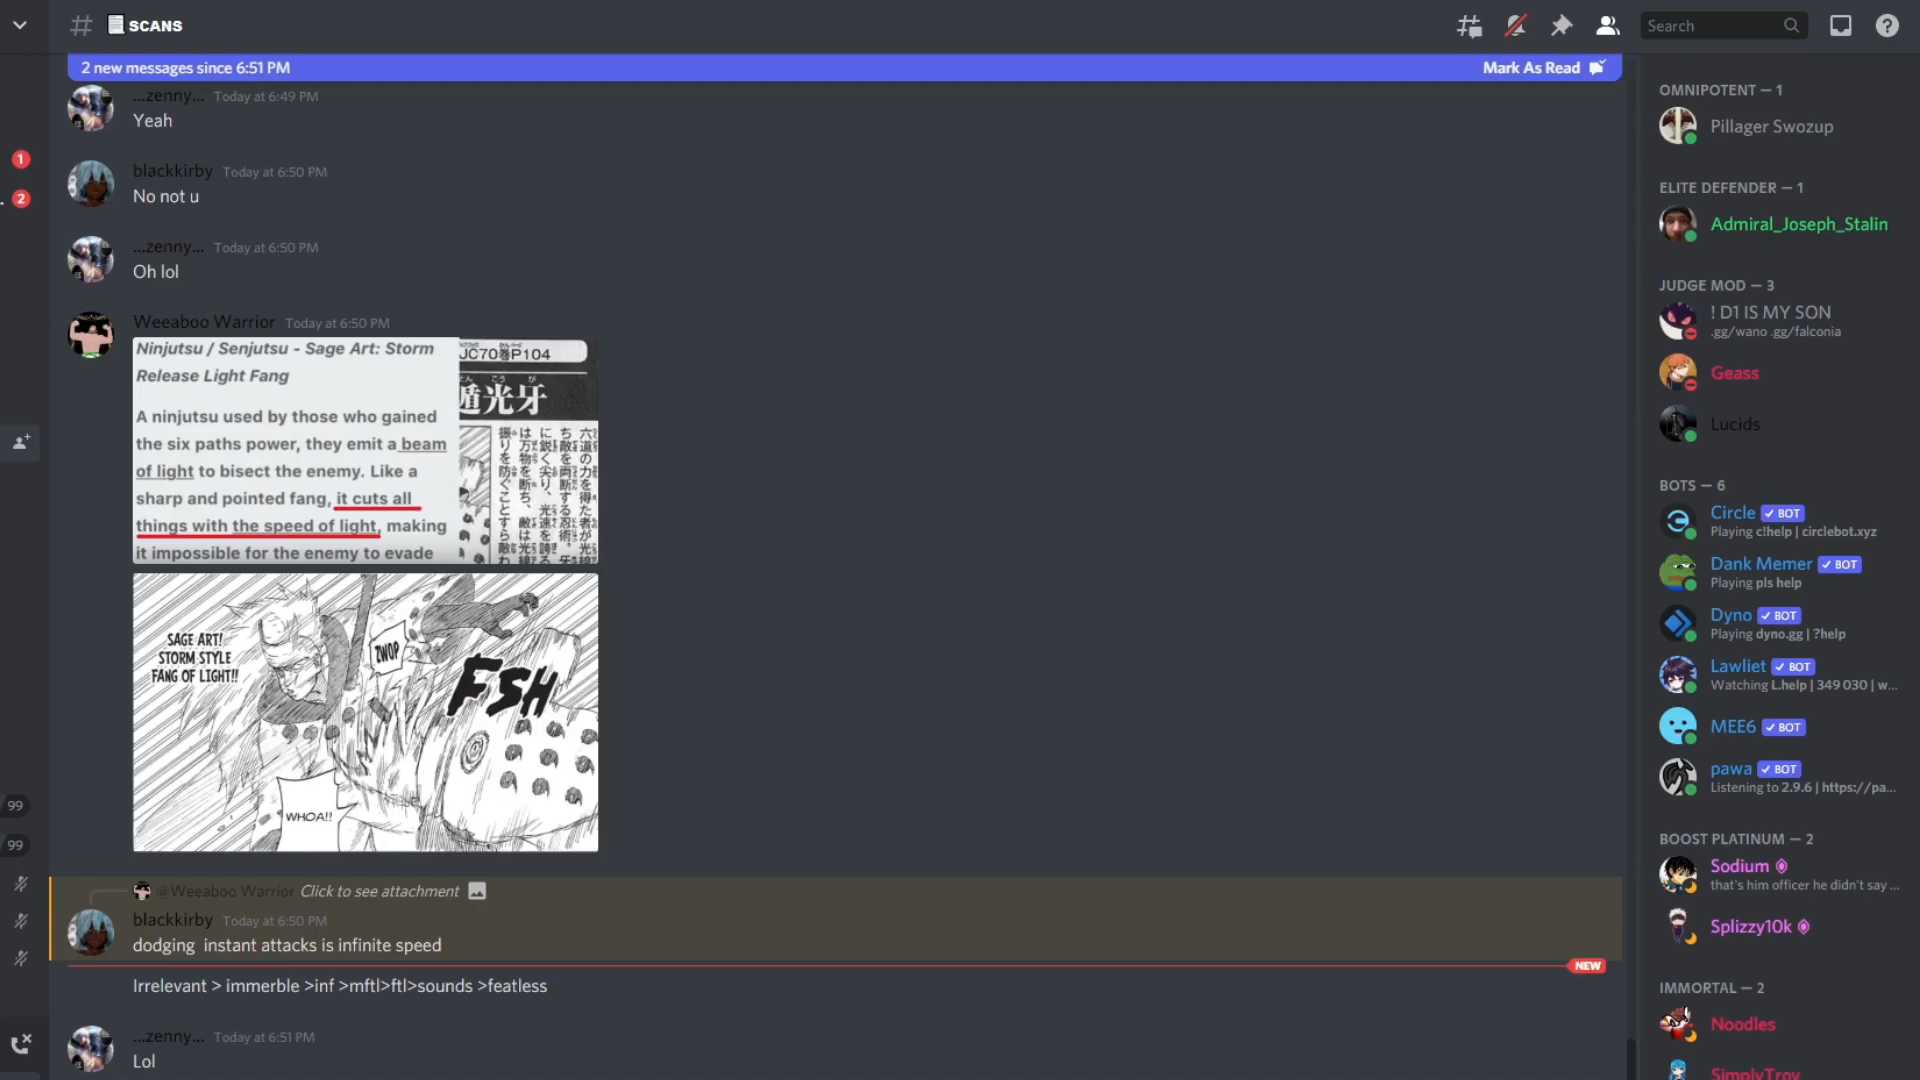 SCANS
Search
2 new messages since 6:51 PM
Mark As Read
...zenny... Today at 6:49 PM
Yeah
blackkirby Today at 6:50 PM
No not u
...zenny... Today at 6:50 PM
Oh lol
Weeaboo Warrior Today at 6:50 PM
Ninjutsu / Senjutsu - Sage Art: Storm
Release Light Fang
A ninjutsu used by those who gained
the six paths power, they emit a beam
of light to bisect the enemy. Like a
sharp and pointed fang, it cuts all
things with the speed of light, making
it impossible for the enemy to evade
JC70巻P104
遁光牙
SAGE ART!
STORM STYLE
FANG OF LIGHT!!
ZWOP
FSH
WHOA!!
@Weeaboo Warrior Click to see attachment
blackkirby Today at 6:50 PM
dodging instant attacks is infinite speed
NEW
Irrelevant > immerble >inf >mftl>ftl>sounds >featless
...zenny... Today at 6:51 PM
Lol
1
2
99
99
OMNIPOTENT — 1
Pillager Swozup
ELITE DEFENDER — 1
Admiral_Joseph_Stalin
JUDGE MOD — 3
! D1 IS MY SON
.gg/wano .gg/falconia
Geass
Lucids
BOTS — 6
Circle BOT
Playing c!help | circlebot.xyz
Dank Memer BOT
Playing pls help
Dyno BOT
Playing dyno.gg | ?help
Lawliet BOT
Watching L.help | 349 030 | w...
MEE6 BOT
pawa BOT
Listening to 2.9.6 | https://pa...
BOOST PLATINUM — 2
Sodium
that's him officer he didn't say ...
Splizzy10k
IMMORTAL — 2
Noodles
SimplyTroy